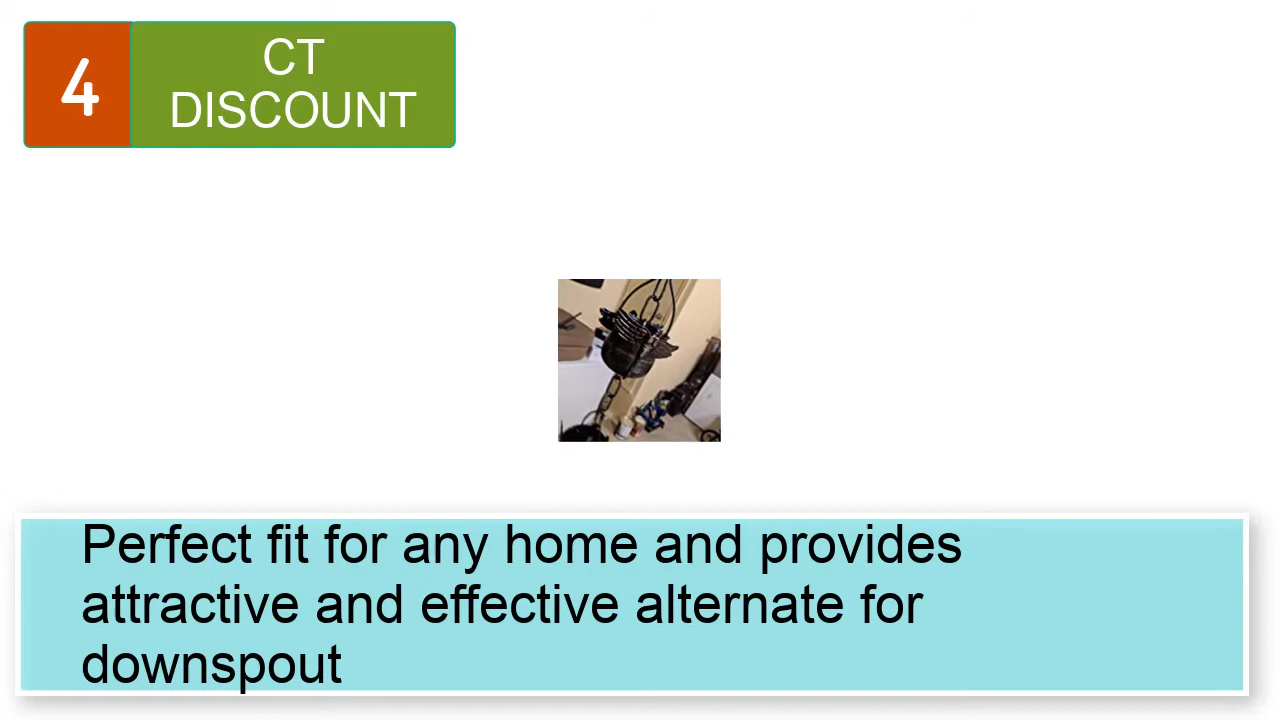 4
CT
DISCOUNT
Perfect fit for any home and provides
attractive and effective alternate for
downspout